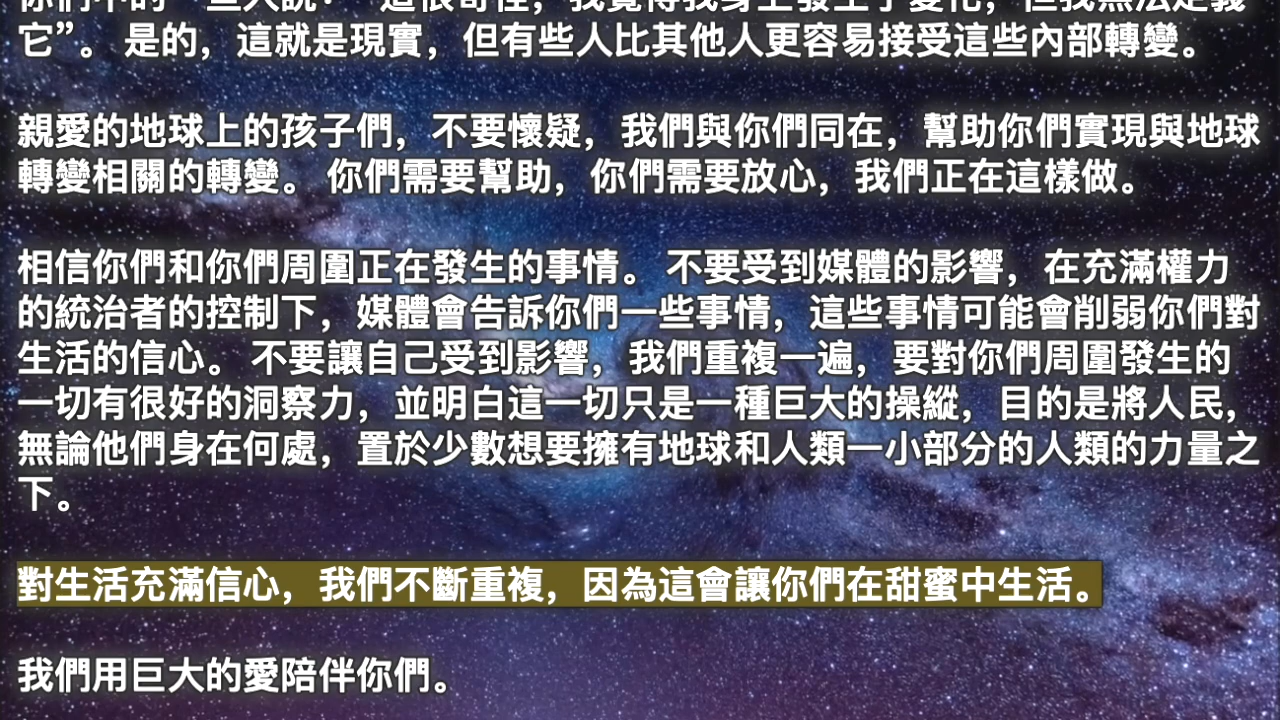 它”。 是的，這就是現實，但有些人比其他人更容易接受這些內部轉變。
親愛的地球上的孩子們，不要懷疑，我們與你們同在，幫助你們實現與地球
轉變相關的轉變。 你們需要幫助，你們需要放心，我們正在這樣做。
相信你們和你們周圍正在發生的事情。 不要受到媒體的影響，在充滿權力
的統治者的控制下，媒體會告訴你們一些事情，這些事情可能會削弱你們對
生活的信心。 不要讓自己受到影響，我們重複一遍，要對你們周圍發生的
一切有很好的洞察力，並明白這一切只是一種巨大的操縱，目的是將人民，
無論他們身在何處，置於少數想要擁有地球和人類一小部分的人類的力量之
下。
對生活充滿信心，我們不斷重複，因為這會讓你們在甜蜜中生活。
我們用巨大的愛陪伴你們。